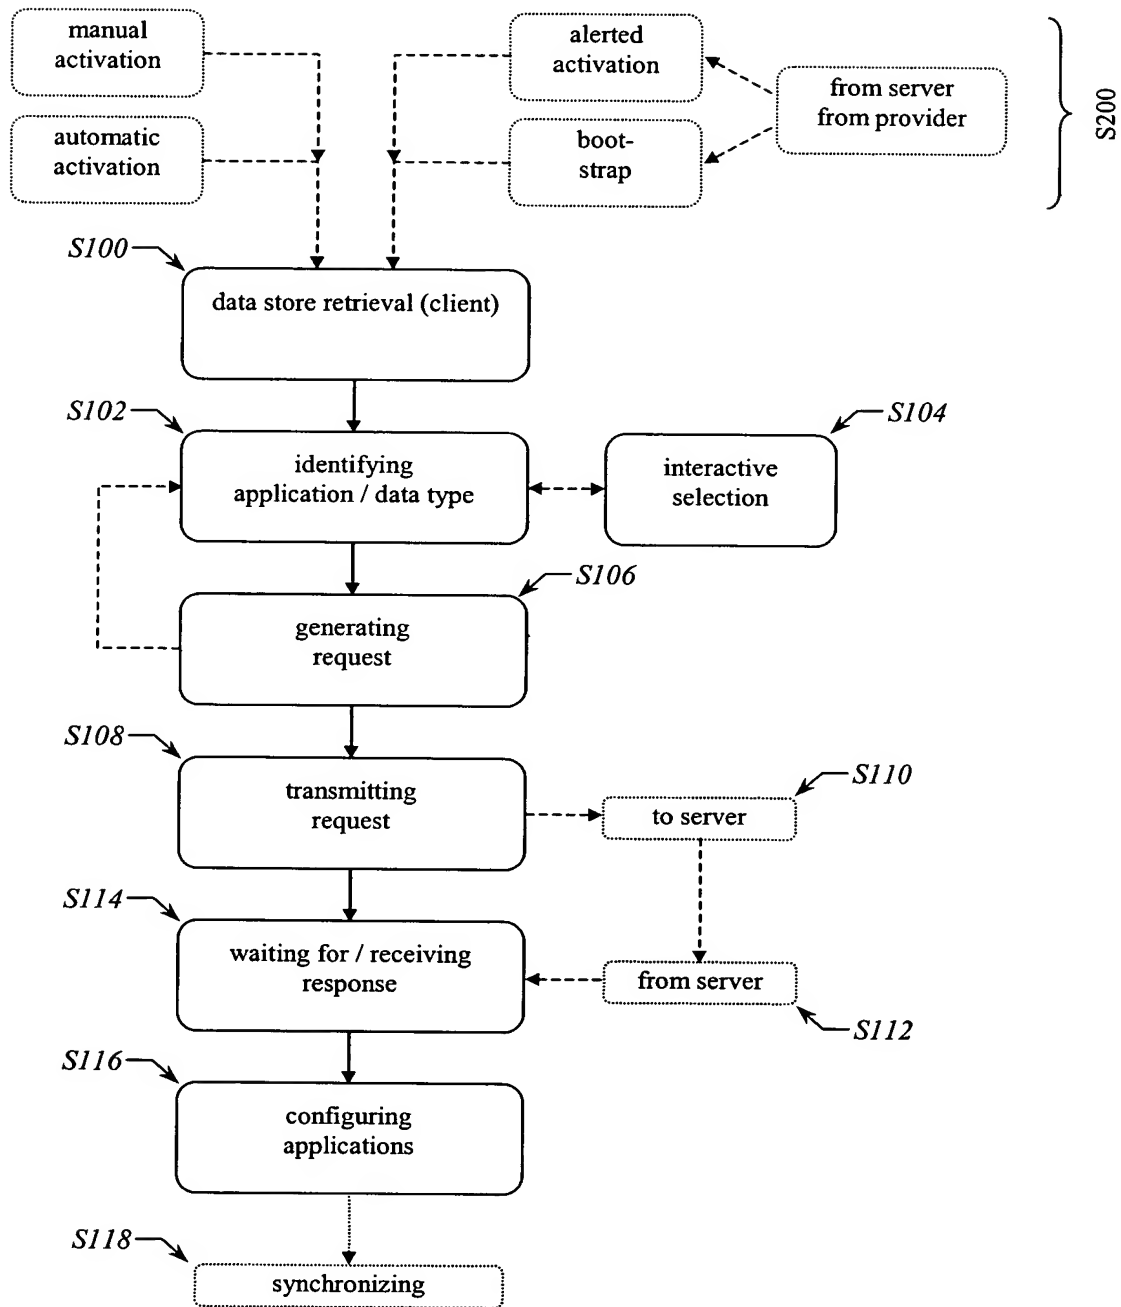 manual
activation
alerted
activation
from server
from provider
S200
automatic
activation
boot-
strap
S100
data store retrieval (client)
S102
identifying
application / data type
S104
interactive
selection
S106
generating
request
S108
transmitting
request
S110
to server
S114
waiting for / receiving
response
from server
S112
S116
configuring
applications
S118
synchronizing